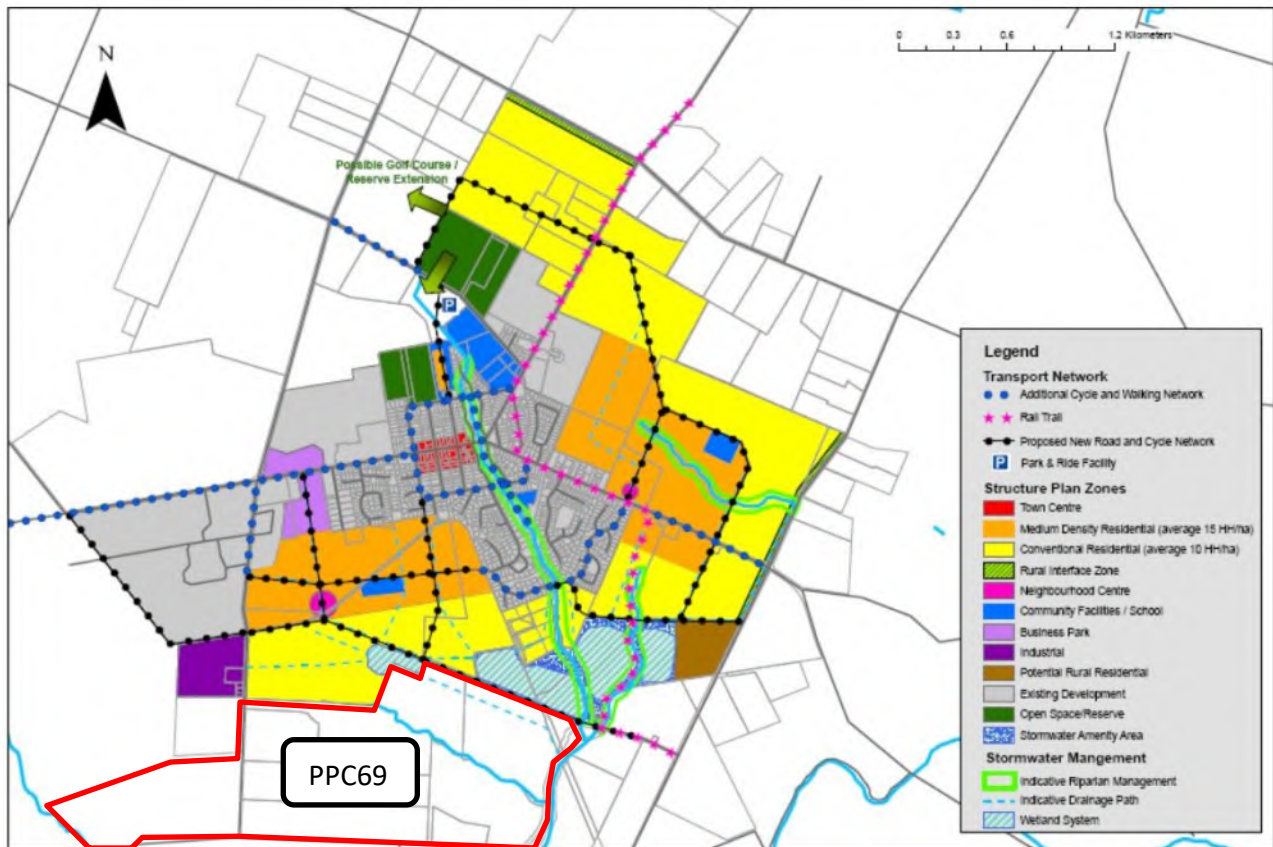 0 0.3 0.6 1.2 Kilometers
N
Possible Golf Course /
Reserve Extension
P
Legend
Transport Network
Additional Cycle and Walking Network
Rail Trail
Proposed New Road and Cycle Network
P Park & Ride Facility
Structure Plan Zones
Town Centre
Medium Density Residential (average 15 HH/ha)
Conventional Residential (average 10 HH/ha)
Rural Interface Zone
Neighbourhood Centre
Community Facilities / School
Business Park
Industrial
Potential Rural Residential
Existing Development
Open Space/Reserve
Stormwater Amenity Area
Stormwater Mangement
Indicative Riparian Management
Indicative Drainage Path
Wetland System
PPC69